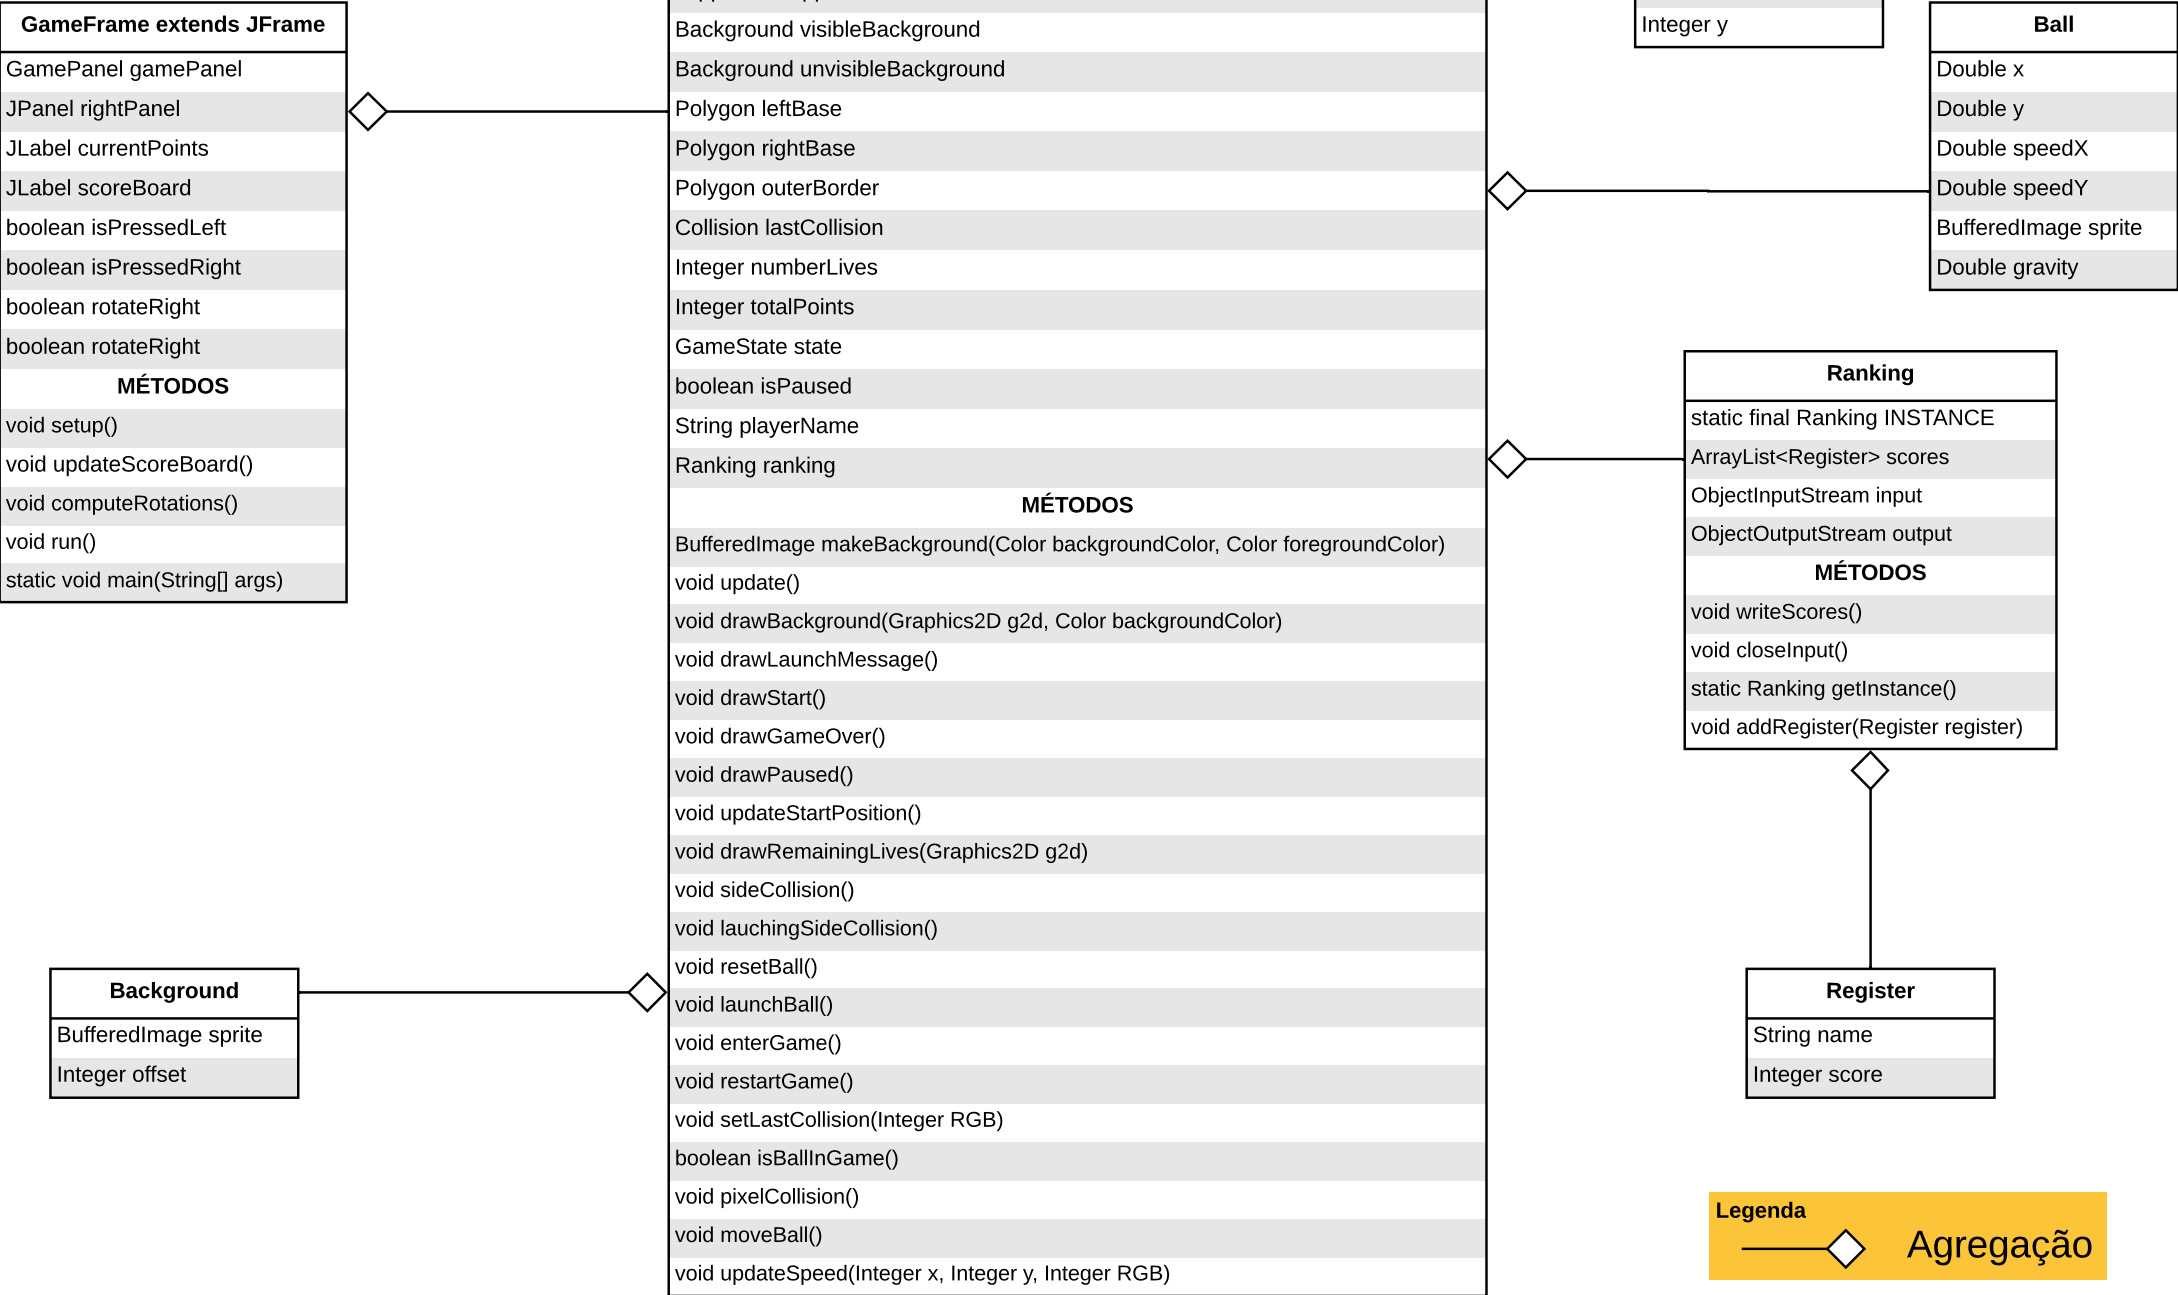 GameFrame extends JFrame
GamePanel gamePanel
JPanel rightPanel
JLabel currentPoints
JLabel scoreBoard
boolean isPressedLeft
boolean isPressedRight
boolean rotateRight
boolean rotateRight
MÉTODOS
void setup()
void updateScoreBoard()
void computeRotations()
void run()
static void main(String[] args)
Background visibleBackground
Background unvisibleBackground
Polygon leftBase
Polygon rightBase
Polygon outerBorder
Collision lastCollision
Integer numberLives
Integer totalPoints
GameState state
boolean isPaused
String playerName
Ranking ranking
MÉTODOS
BufferedImage makeBackground(Color backgroundColor, Color foregroundColor)
void update()
void drawBackground(Graphics2D g2d, Color backgroundColor)
void drawLaunchMessage()
void drawStart()
void drawGameOver()
void drawPaused()
void updateStartPosition()
void drawRemainingLives(Graphics2D g2d)
void sideCollision()
void lauchingSideCollision()
void resetBall()
void launchBall()
void enterGame()
void restartGame()
void setLastCollision(Integer RGB)
boolean isBallInGame()
void pixelCollision()
void moveBall()
void updateSpeed(Integer x, Integer y, Integer RGB)
Integer y
Ball
Double x
Double y
Double speedX
Double speedY
BufferedImage sprite
Double gravity
Ranking
static final Ranking INSTANCE
ArrayList<Register> scores
ObjectInputStream input
ObjectOutputStream output
MÉTODOS
void writeScores()
void closeInput()
static Ranking getInstance()
void addRegister(Register register)
Background
BufferedImage sprite
Integer offset
Register
String name
Integer score
Legenda
Agregação